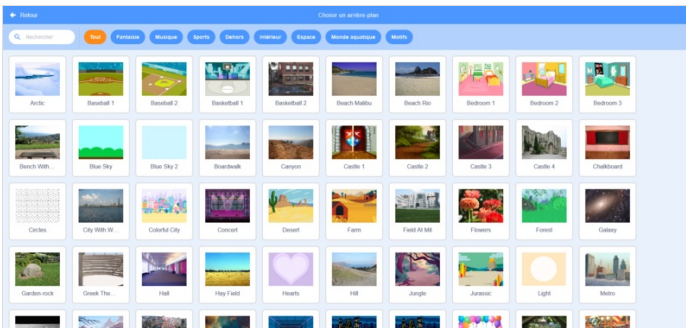 Retour
Choisir un arrière-plan
Rechercher
Tout
Fantaisie
Musique
Sports
Dehors
Intérieur
Espace
Monde aquatique
Motifs
Arctic
Baseball 1
Baseball 2
Basketball 1
Basketball 2
Beach Malibu
Beach Rio
Bedroom 1
Bedroom 2
Bedroom 3
Bench With...
Blue Sky
Blue Sky 2
Boardwalk
Canyon
Castle 1
Castle 2
Castle 3
Castle 4
Chalkboard
Circles
City With W...
Colorful City
Concert
Desert
Farm
Field At Mit
Flowers
Forest
Galaxy
Garden-rock
Greek The...
Hall
Hay Field
Hearts
Hill
Jungle
Jurassic
Light
Metro